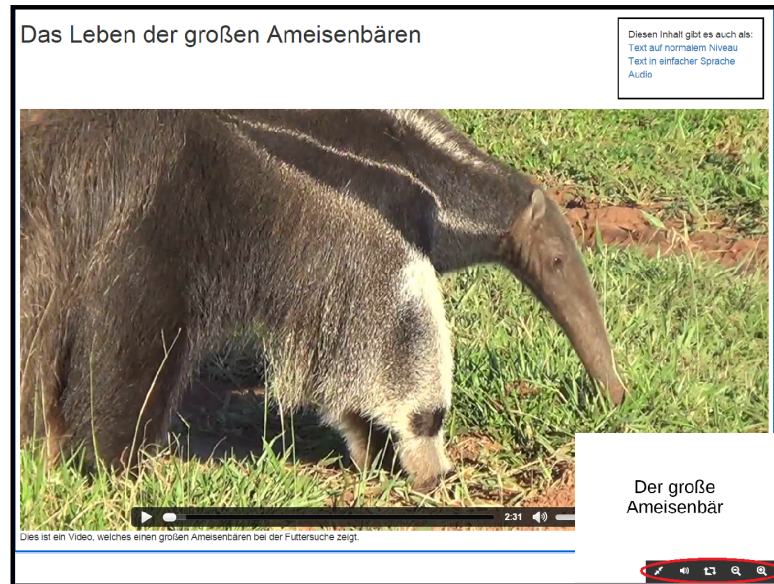 Das Leben der großen Ameisenbären
Diesen Inhalt gibt es auch als:
Text auf normalem Niveau
Text in einfacher Sprache
Audio
2:31
Dies ist ein Video, welches einen großen Ameisenbären bei der Futtersuche zeigt.
Der große
Ameisenbär